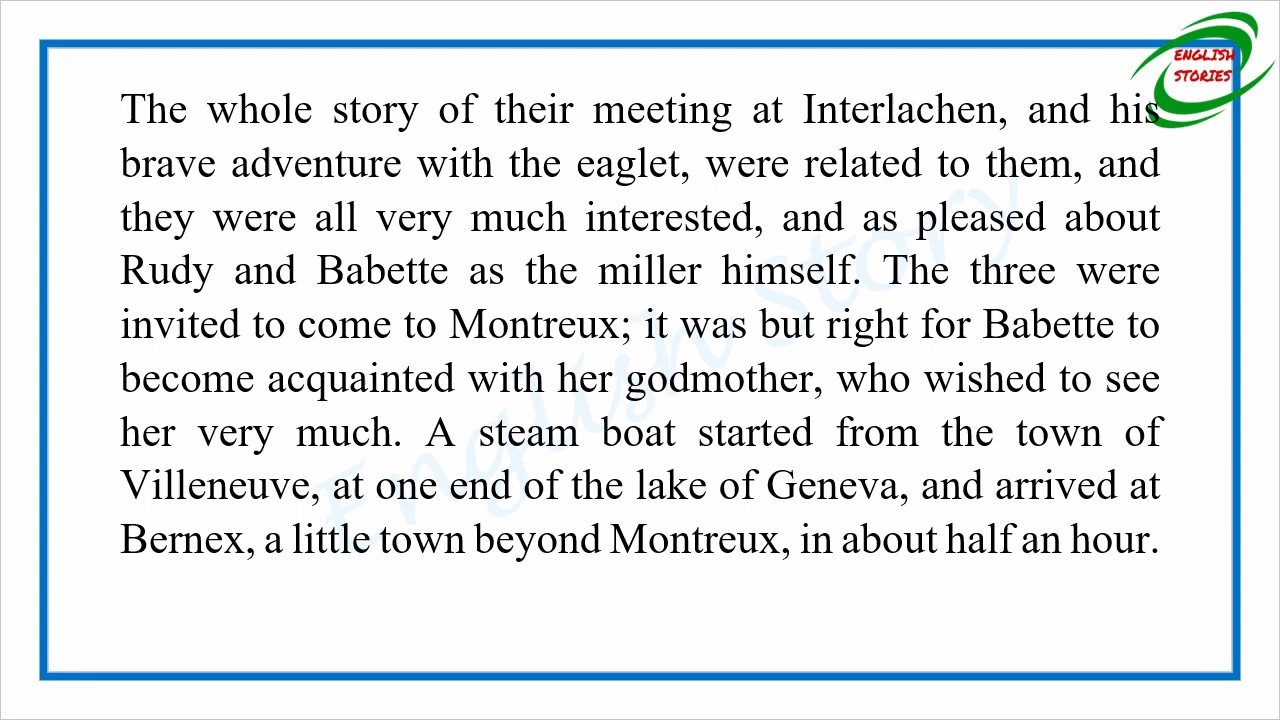 ENGLISH
STORIES
The whole story of their meeting at Interlachen, and his
brave adventure with the eaglet, were related to them, and
they were all very much interested, and as pleased about
Rudy and Babette as the miller himself. The three were
invited to come to Montreux; it was but right for Babette to
become acquainted with her godmother, who wished to see
her very much. A steam boat started from the town of
Villeneuve, at one end of the lake of Geneva, and arrived at
Bernex, a little town beyond Montreux, in about half an hour.
English Story